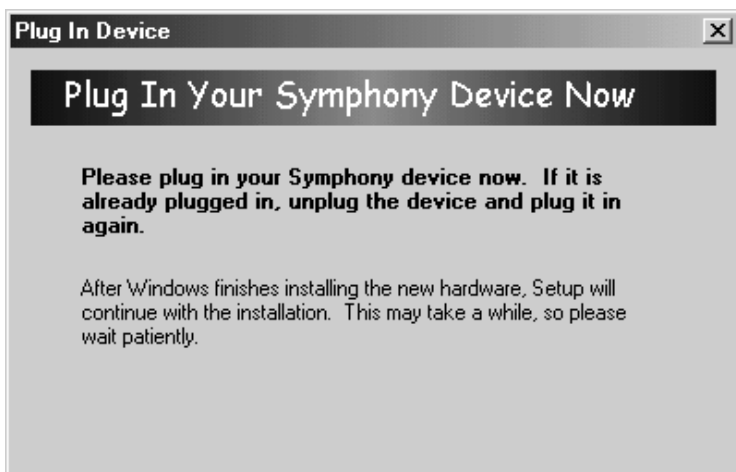 Plug In Device
Plug In Your Symphony Device Now
Please plug in your Symphony device now.  If it is
already plugged in, unplug the device and plug it in
again.
After Windows finishes installing the new hardware, Setup will
continue with the installation.  This may take a while, so please
wait patiently.